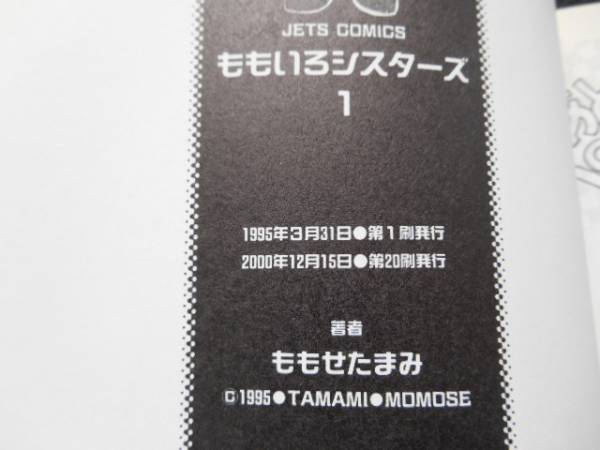 JETS COMICS
ももいろシスターズ
1
1995年3月31日●第1刷発行
2000年12月15日●第20刷発行
著者
ももせたまみ
©1995●TAMAMI●MOMOSE